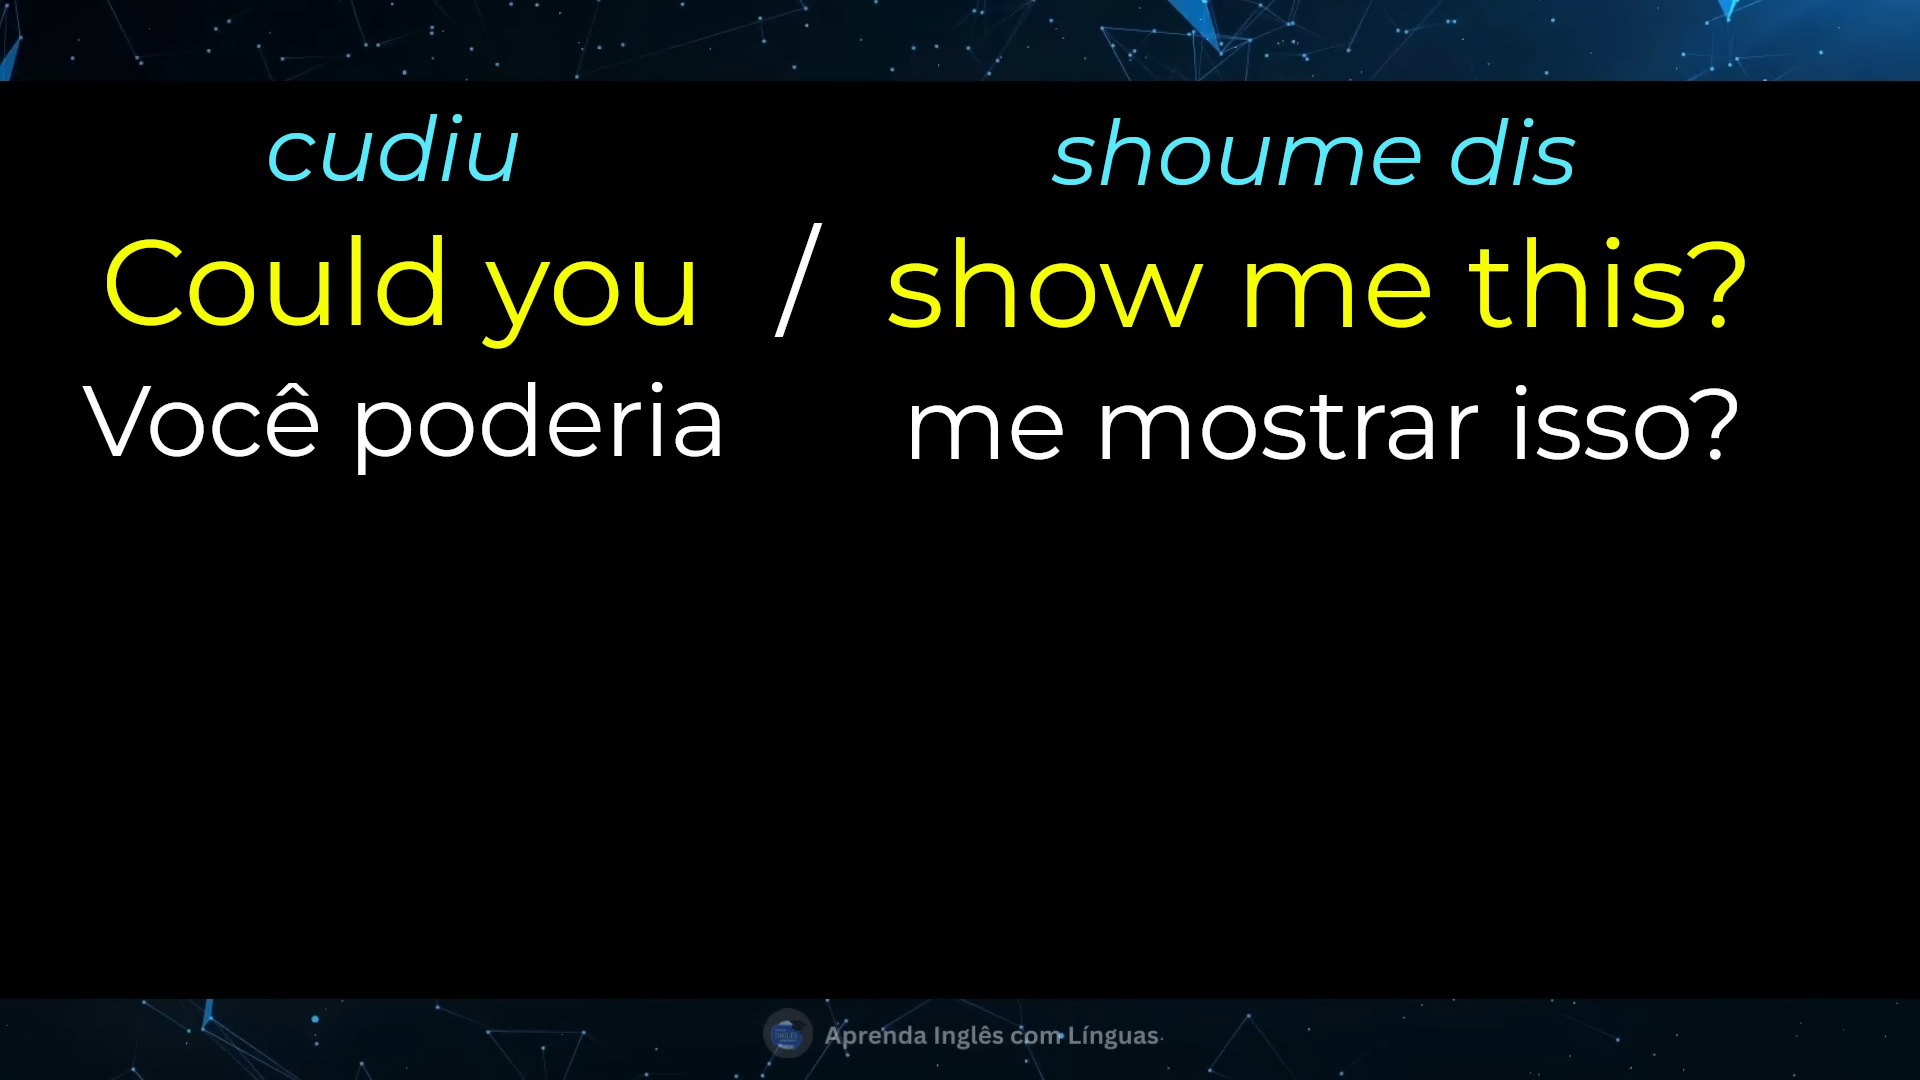 cudiu shoume dis
Could you / show me this?
Você poderia me mostrar isso?
Aprenda Inglês com Línguas